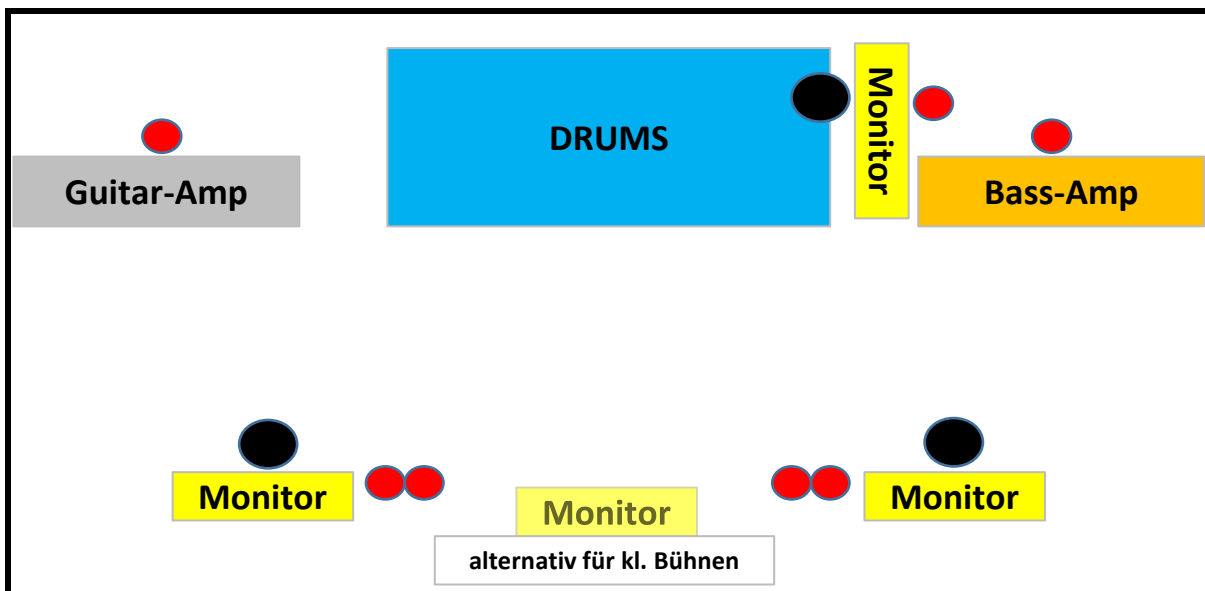 Monitor
DRUMS
Guitar-Amp
Bass-Amp
Monitor
Monitor
Monitor
alternativ für kl. Bühnen